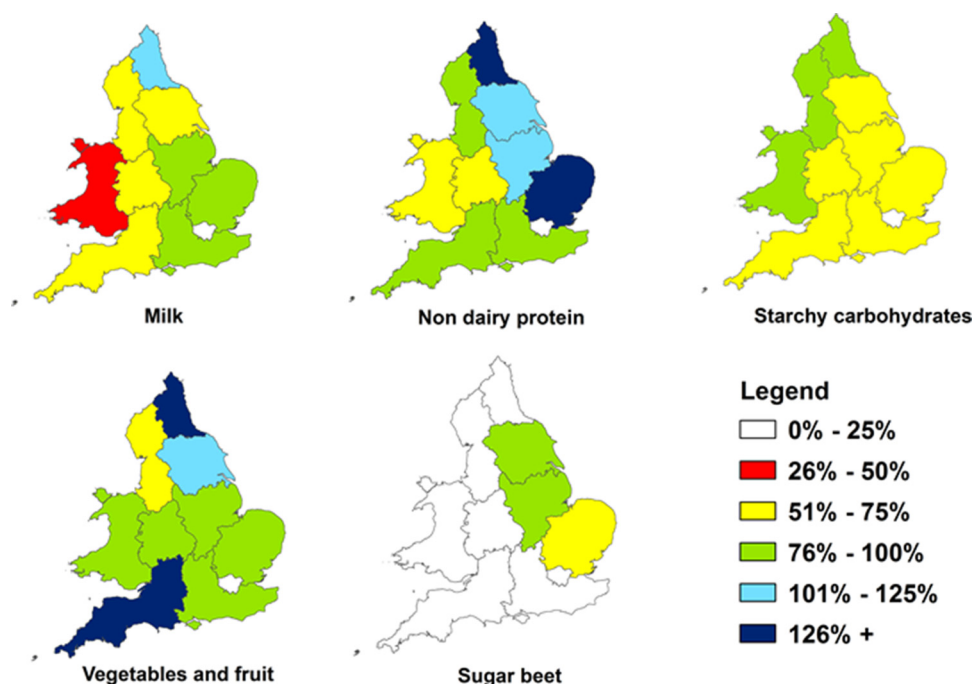 Milk
Non dairy protein
Starchy carbohydrates
Legend
0% - 25%
26% - 50%
51% - 75%
76% - 100%
101% - 125%
126% +
Vegetables and fruit
Sugar beet